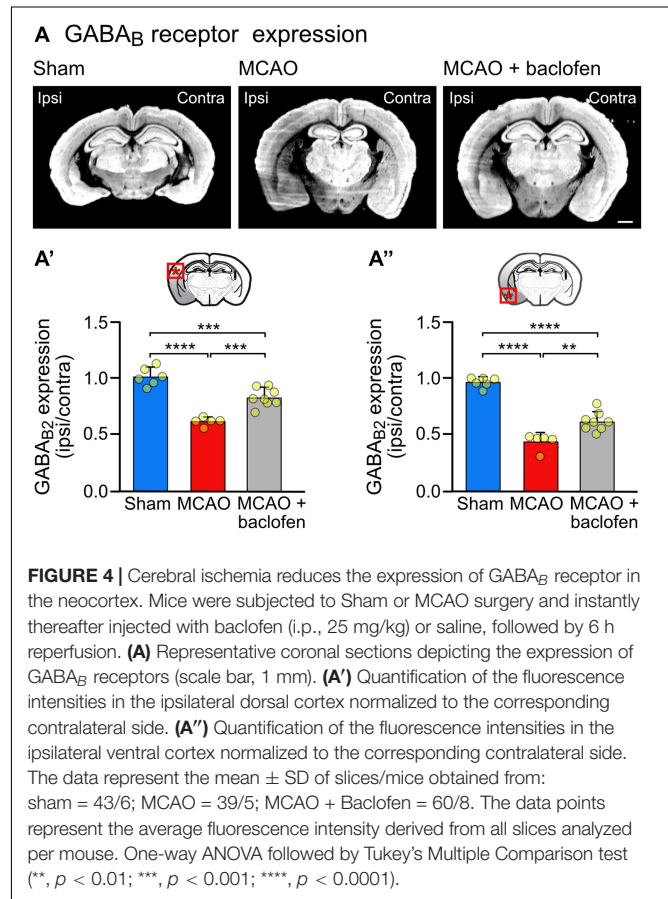 A GABAB receptor expression
Sham MCAO MCAO + baclofen
Ipsi Contra Ipsi Contra Ipsi Contra
A′ A″
*** ****
**** *** **** **
GABAB2 expression
(ipsi/contra)
1.5
1.0
0.5
0.0
Sham MCAO MCAO +
baclofen
GABAB2 expression
(ipsi/contra)
1.5
1.0
0.5
0.0
Sham MCAO MCAO +
baclofen
FIGURE 4 | Cerebral ischemia reduces the expression of GABAB receptor in
the neocortex. Mice were subjected to Sham or MCAO surgery and instantly
thereafter injected with baclofen (i.p., 25 mg/kg) or saline, followed by 6 h
reperfusion. (A) Representative coronal sections depicting the expression of
GABAB receptors (scale bar, 1 mm). (A′) Quantification of the fluorescence
intensities in the ipsilateral dorsal cortex normalized to the corresponding
contralateral side. (A″) Quantification of the fluorescence intensities in the
ipsilateral ventral cortex normalized to the corresponding contralateral side.
The data represent the mean ± SD of slices/mice obtained from:
sham = 43/6; MCAO = 39/5; MCAO + Baclofen = 60/8. The data points
represent the average fluorescence intensity derived from all slices analyzed
per mouse. One-way ANOVA followed by Tukey's Multiple Comparison test
(**, p < 0.01; ***, p < 0.001; ****, p < 0.0001).